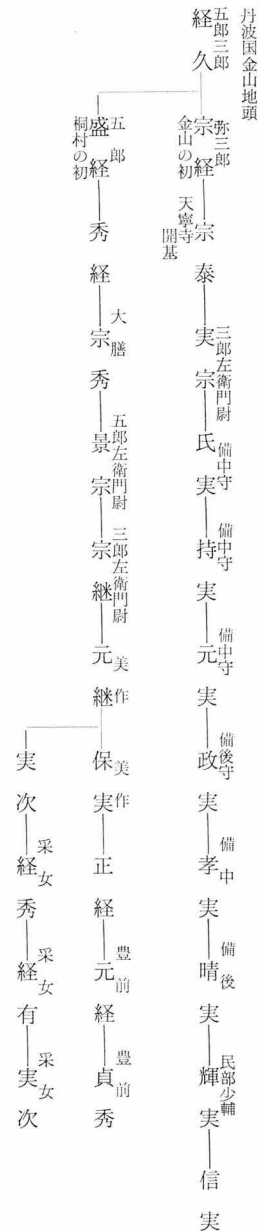 丹波国金山地頭
五郎三郎
経久
弥三郎
宗経
金山の初
天寧寺
開基
宗泰
三郎左衛門尉
実宗
備中守
氏実
備中守
持実
備中守
元実
備後守
政実
備中
孝実
備後
晴実
民部少輔
輝実
信実
五郎
盛経
桐村の初
秀経
大膳
宗秀
五郎左衛門尉
景宗
三郎左衛門尉
宗継
美作
元継
美作
保実
正経
豊前
元経
豊前
貞秀
実次
采女
経秀
采女
経有
采女
実次